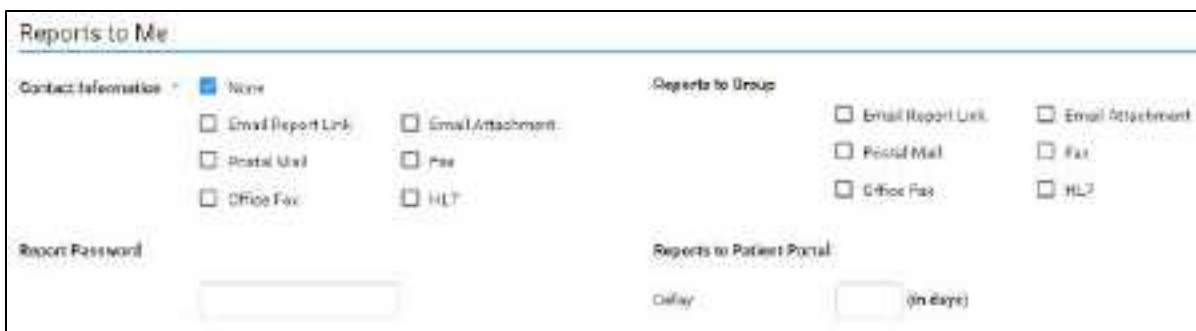 Reports to Me
Contact Information * None
Email Report Link Email Attachment
Postal Mail Fax
Office Fax HL7
Report Password
Reports to Group
Email Report Link Email Attachment
Postal Mail Fax
Office Fax HL7
Reports to Patient Portal
Delay (in days)